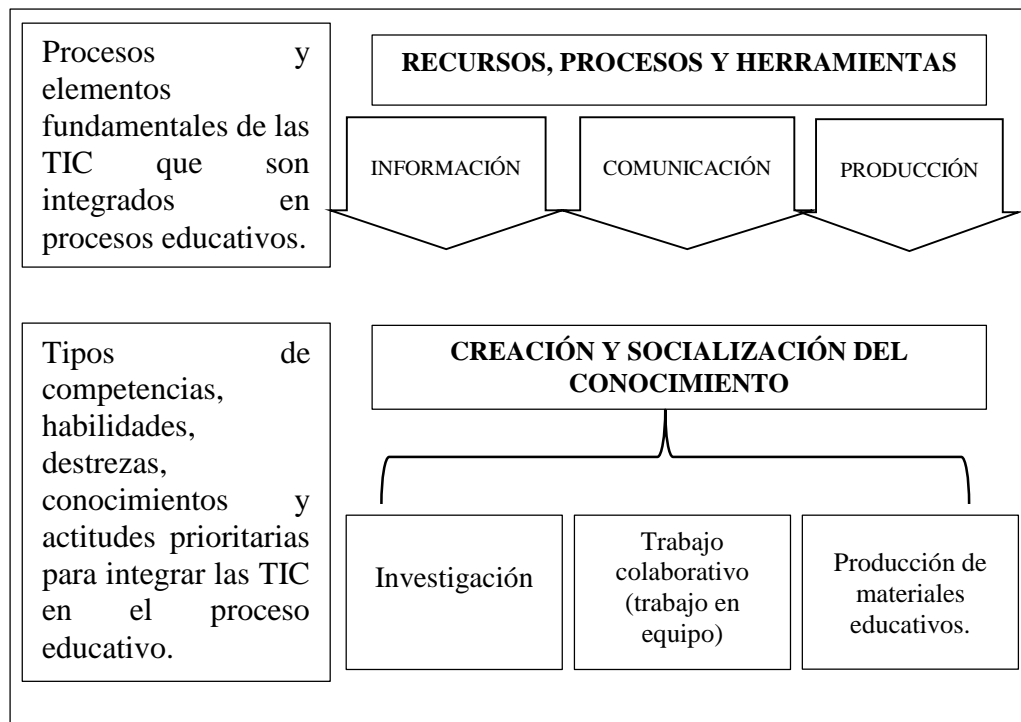 Procesos y
elementos
fundamentales de las
TIC que son
integrados en
procesos educativos.
RECURSOS, PROCESOS Y HERRAMIENTAS
INFORMACIÓN
COMUNICACIÓN
PRODUCCIÓN
Tipos de
competencias,
habilidades,
destrezas,
conocimientos y
actitudes prioritarias
para integrar las TIC
en el proceso
educativo.
CREACIÓN Y SOCIALIZACIÓN DEL
CONOCIMIENTO
Investigación
Trabajo
colaborativo
(trabajo en
equipo)
Producción de
materiales
educativos.